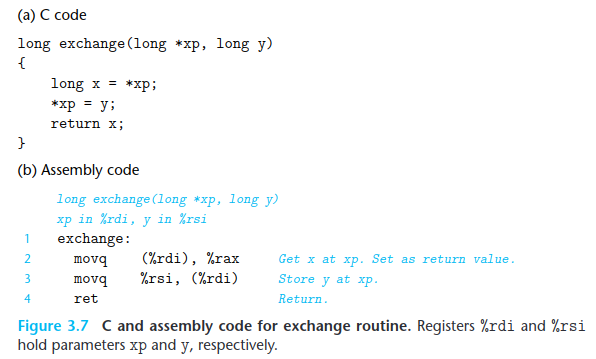 (a) C code
long exchange(long *xp, long y)
{
    long x = *xp;
    *xp = y;
    return x;
}
(b) Assembly code
long exchange(long *xp, long y)
xp in %rdi, y in %rsi
1 exchange:
2 movq (%rdi), %rax Get x at xp. Set as return value.
3 movq %rsi, (%rdi) Store y at xp.
4 ret Return.
Figure 3.7 C and assembly code for exchange routine. Registers %rdi and %rsi
hold parameters xp and y, respectively.